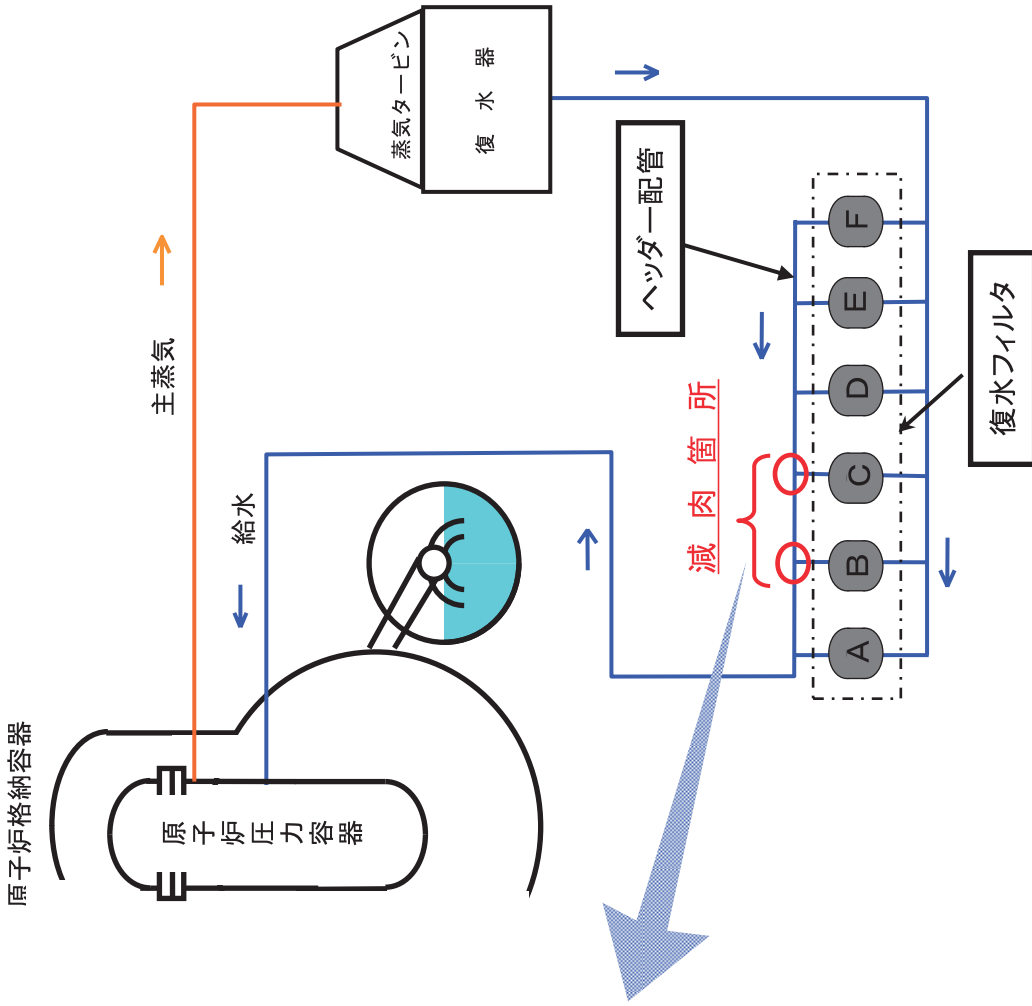 原子炉格納容器
原子炉圧力容器
主蒸気
給水
蒸気タービン
復水器
ヘッダー配管
減肉箇所
A
B
C
D
E
F
復水フィルタ